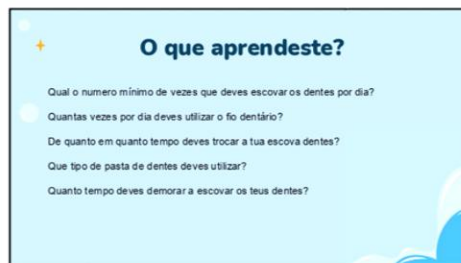 O que aprendeste?
Qual o numero mínimo de vezes que deves escovar os dentes por dia?
Quantas vezes por dia deves utilizar o fio dentário?
De quanto em quanto tempo deves trocar a tua escova dentes?
Que tipo de pasta de dentes deves utilizar?
Quanto tempo deves demorar a escovar os teus dentes?